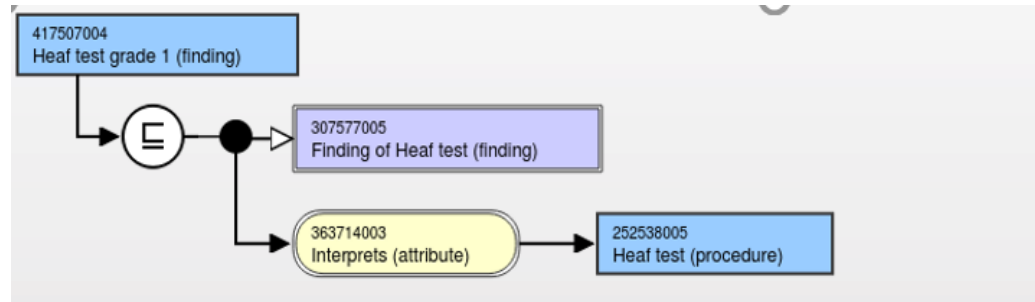 417507004
Heaf test grade 1 (finding)
⊑
307577005
Finding of Heaf test (finding)
363714003
Interprets (attribute)
252538005
Heaf test (procedure)